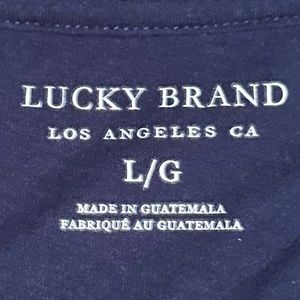 LUCKY BRAND
LOS ANGELES CA
L/G
MADE IN GUATEMALA
FABRIQUÉ AU GUATEMALA